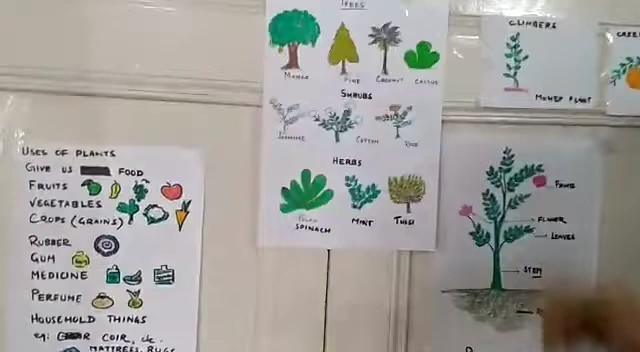 TREES
MANGO PINE COCONUT CACTUS
SHRUBS
JASMINE COTTON ROSE
HERBS
SPINACH MINT TULSI
CLIMBERS
MONEY PLANT
USES OF PLANTS
GIVE US FOOD
FRUITS
VEGETABLES
CROPS (GRAINS)
RUBBER
GUM
MEDICINE
PERFUME
HOUSEHOLD THINGS
eg: COIR, etc.
MATTRESS, RUGS
FRUITS
FLOWER
LEAVES
STEM